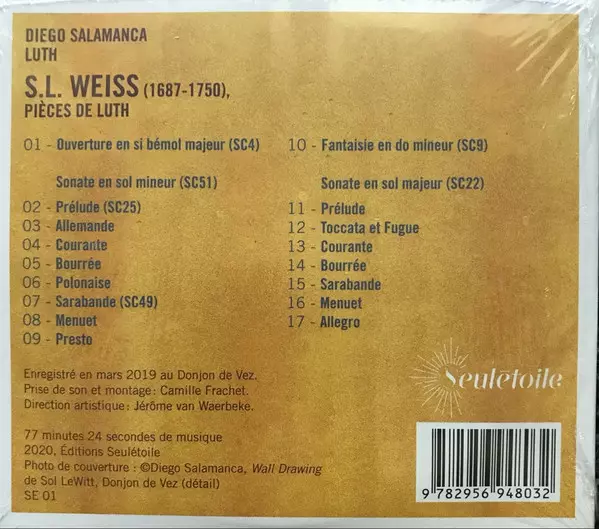 DIEGO SALAMANCA
LUTH
S.L. WEISS (1687-1750),
PIÈCES DE LUTH
01 - Ouverture en si bémol majeur (SC4)
Sonate en sol mineur (SC51)
02 - Prélude (SC25)
03 - Allemande
04 - Courante
05 - Bourrée
06 - Polonaise
07 - Sarabande (SC49)
08 - Menuet
09 - Presto
10 - Fantaisie en do mineur (SC9)
Sonate en sol majeur (SC22)
11 - Prélude
12 - Toccata et Fugue
13 - Courante
14 - Bourrée
15 - Sarabande
16 - Menuet
17 - Allegro
Enregistré en mars 2019 au Donjon de Vez.
Prise de son et montage : Camille Frachet.
Direction artistique : Jérôme van Waerbeke.
77 minutes 24 secondes de musique
2020, Éditions Seulétoile
Photo de couverture : ©Diego Salamanca, Wall Drawing
de Sol LeWitt, Donjon de Vez (détail)
SE 01
Seulétoile
9 782956 948032